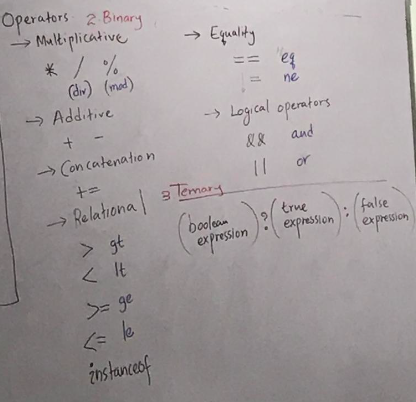 Operators 2. Binary
→ Multiplicative
* / %
(div) (mod)
→ Additive
+ -
→ Concatenation
+=
→ Relational
> gt
< lt
>= ge
<= le
instanceof
→ Equality
== eq
= ne
→ Logical operators
&& and
|| or
3 Ternary
(boolean expression) ? (true expression) : (false expression)